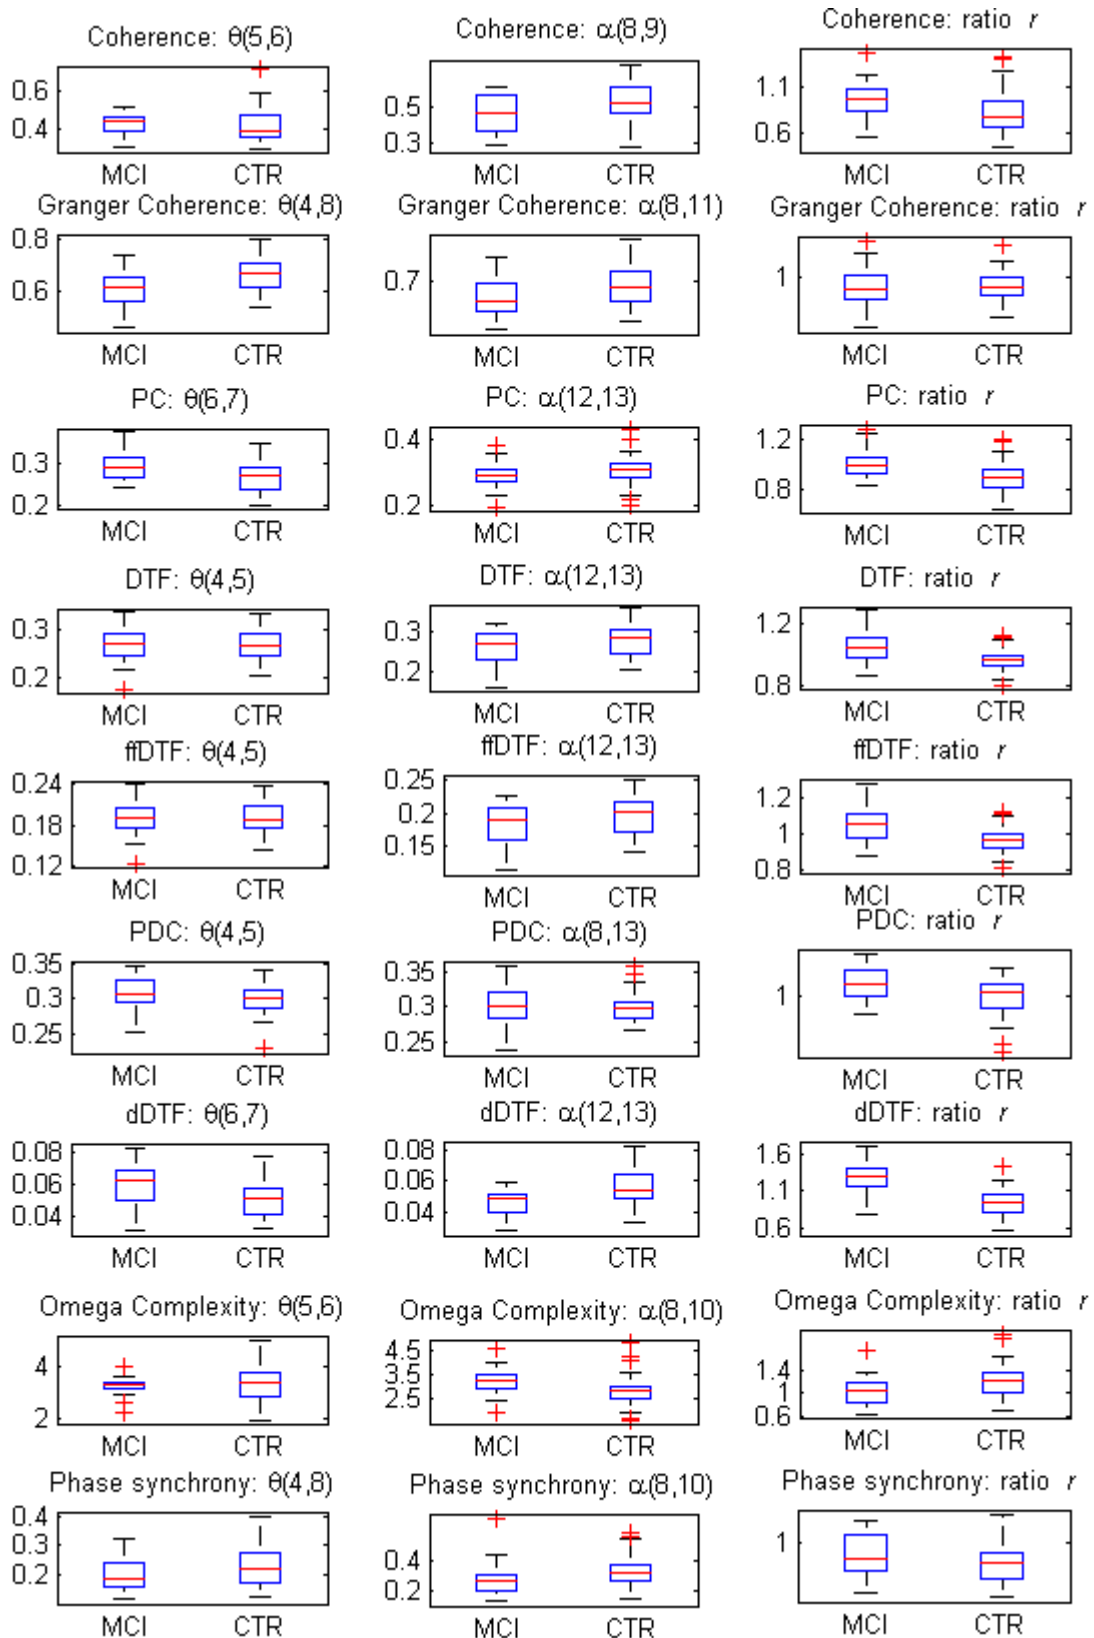 Coherence: θ(5,6) Coherence: α(8,9) Coherence: ratio r
0.6 0.5 1.1
0.4 0.3 0.6
MCI CTR MCI CTR MCI CTR
Granger Coherence: θ(4,8) Granger Coherence: α(8,11) Granger Coherence: ratio r
0.8 0.7 1
0.6
MCI CTR MCI CTR MCI CTR
PC: θ(6,7) PC: α(12,13) PC: ratio r
0.3 0.4 1.2
0.2 0.2 0.8
MCI CTR MCI CTR MCI CTR
DTF: θ(4,5) DTF: α(12,13) DTF: ratio r
0.3 0.3 1.2
0.2 0.2 0.8
MCI CTR MCI CTR MCI CTR
ffDTF: θ(4,5) ffDTF: α(12,13) ffDTF: ratio r
0.24 0.25 1.2
0.18 0.2 1
0.12 0.15 0.8
MCI CTR MCI CTR MCI CTR
PDC: θ(4,5) PDC: α(8,13) PDC: ratio r
0.35 0.35 1
0.3 0.3
0.25 0.25
MCI CTR MCI CTR MCI CTR
dDTF: θ(6,7) dDTF: α(12,13) dDTF: ratio r
0.08 0.08 1.6
0.06 0.06 1.1
0.04 0.04 0.6
MCI CTR MCI CTR MCI CTR
Omega Complexity: θ(5,6) Omega Complexity: α(8,10) Omega Complexity: ratio r
4 4.5 1.4
2 3.5 1
2.5 0.6
MCI CTR MCI CTR MCI CTR
Phase synchrony: θ(4,8) Phase synchrony: α(8,10) Phase synchrony: ratio r
0.4 0.4 1
0.3 0.2
0.2
MCI CTR MCI CTR MCI CTR